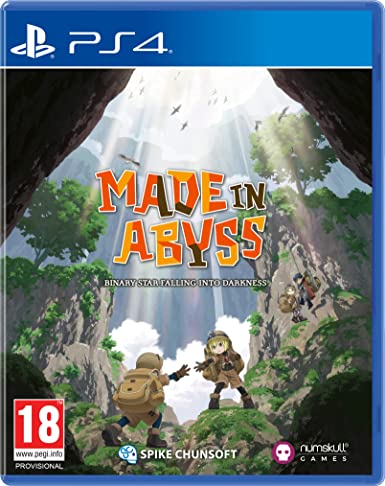 PS4
MADE IN
ABYSS
BINARY STAR FALLING INTO DARKNESS
18
www.pegi.info
PROVISIONAL
SPIKE CHUNSOFT
numskull
GAMES